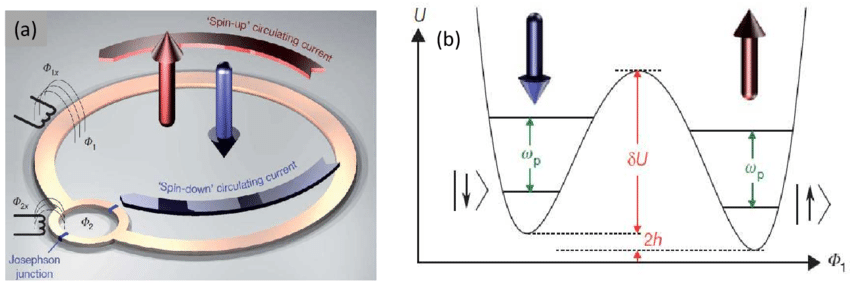 (a)
'Spin-up' circulating current
Φ1x
Φ1
'Spin-down' circulating current
Φ2x
Φ2
Josephson
junction
(b)
U
ωp
δU
ωp
|↓⟩
|↑⟩
2h
Φ1